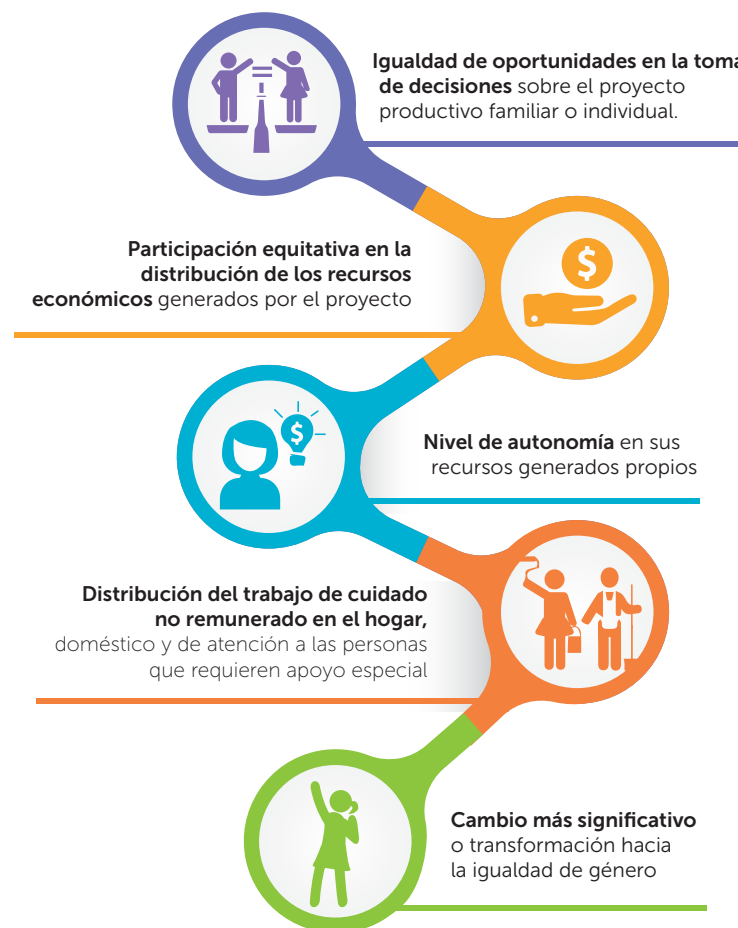 Igualdad de oportunidades en la toma
de decisiones sobre el proyecto
productivo familiar o individual.
Participación equitativa en la
distribución de los recursos
económicos generados por el proyecto
Nivel de autonomía en sus
recursos generados propios
Distribución del trabajo de cuidado
no remunerado en el hogar,
doméstico y de atención a las personas
que requieren apoyo especial
Cambio más significativo
o transformación hacia
la igualdad de género